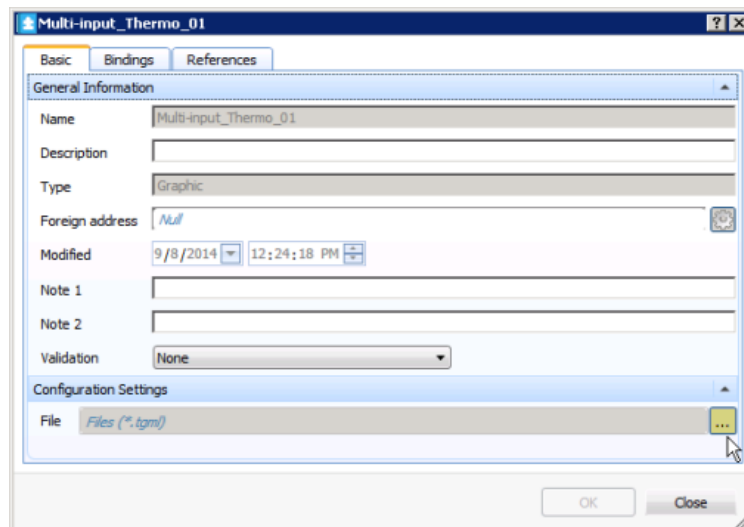 Multi-input_Thermo_01
Basic Bindings References
General Information
Name Multi-input_Thermo_01
Description
Type Graphic
Foreign address Null
Modified 9/8/2014 12:24:18 PM
Note 1
Note 2
Validation None
Configuration Settings
File Files (*.tgml) ...
OK Close